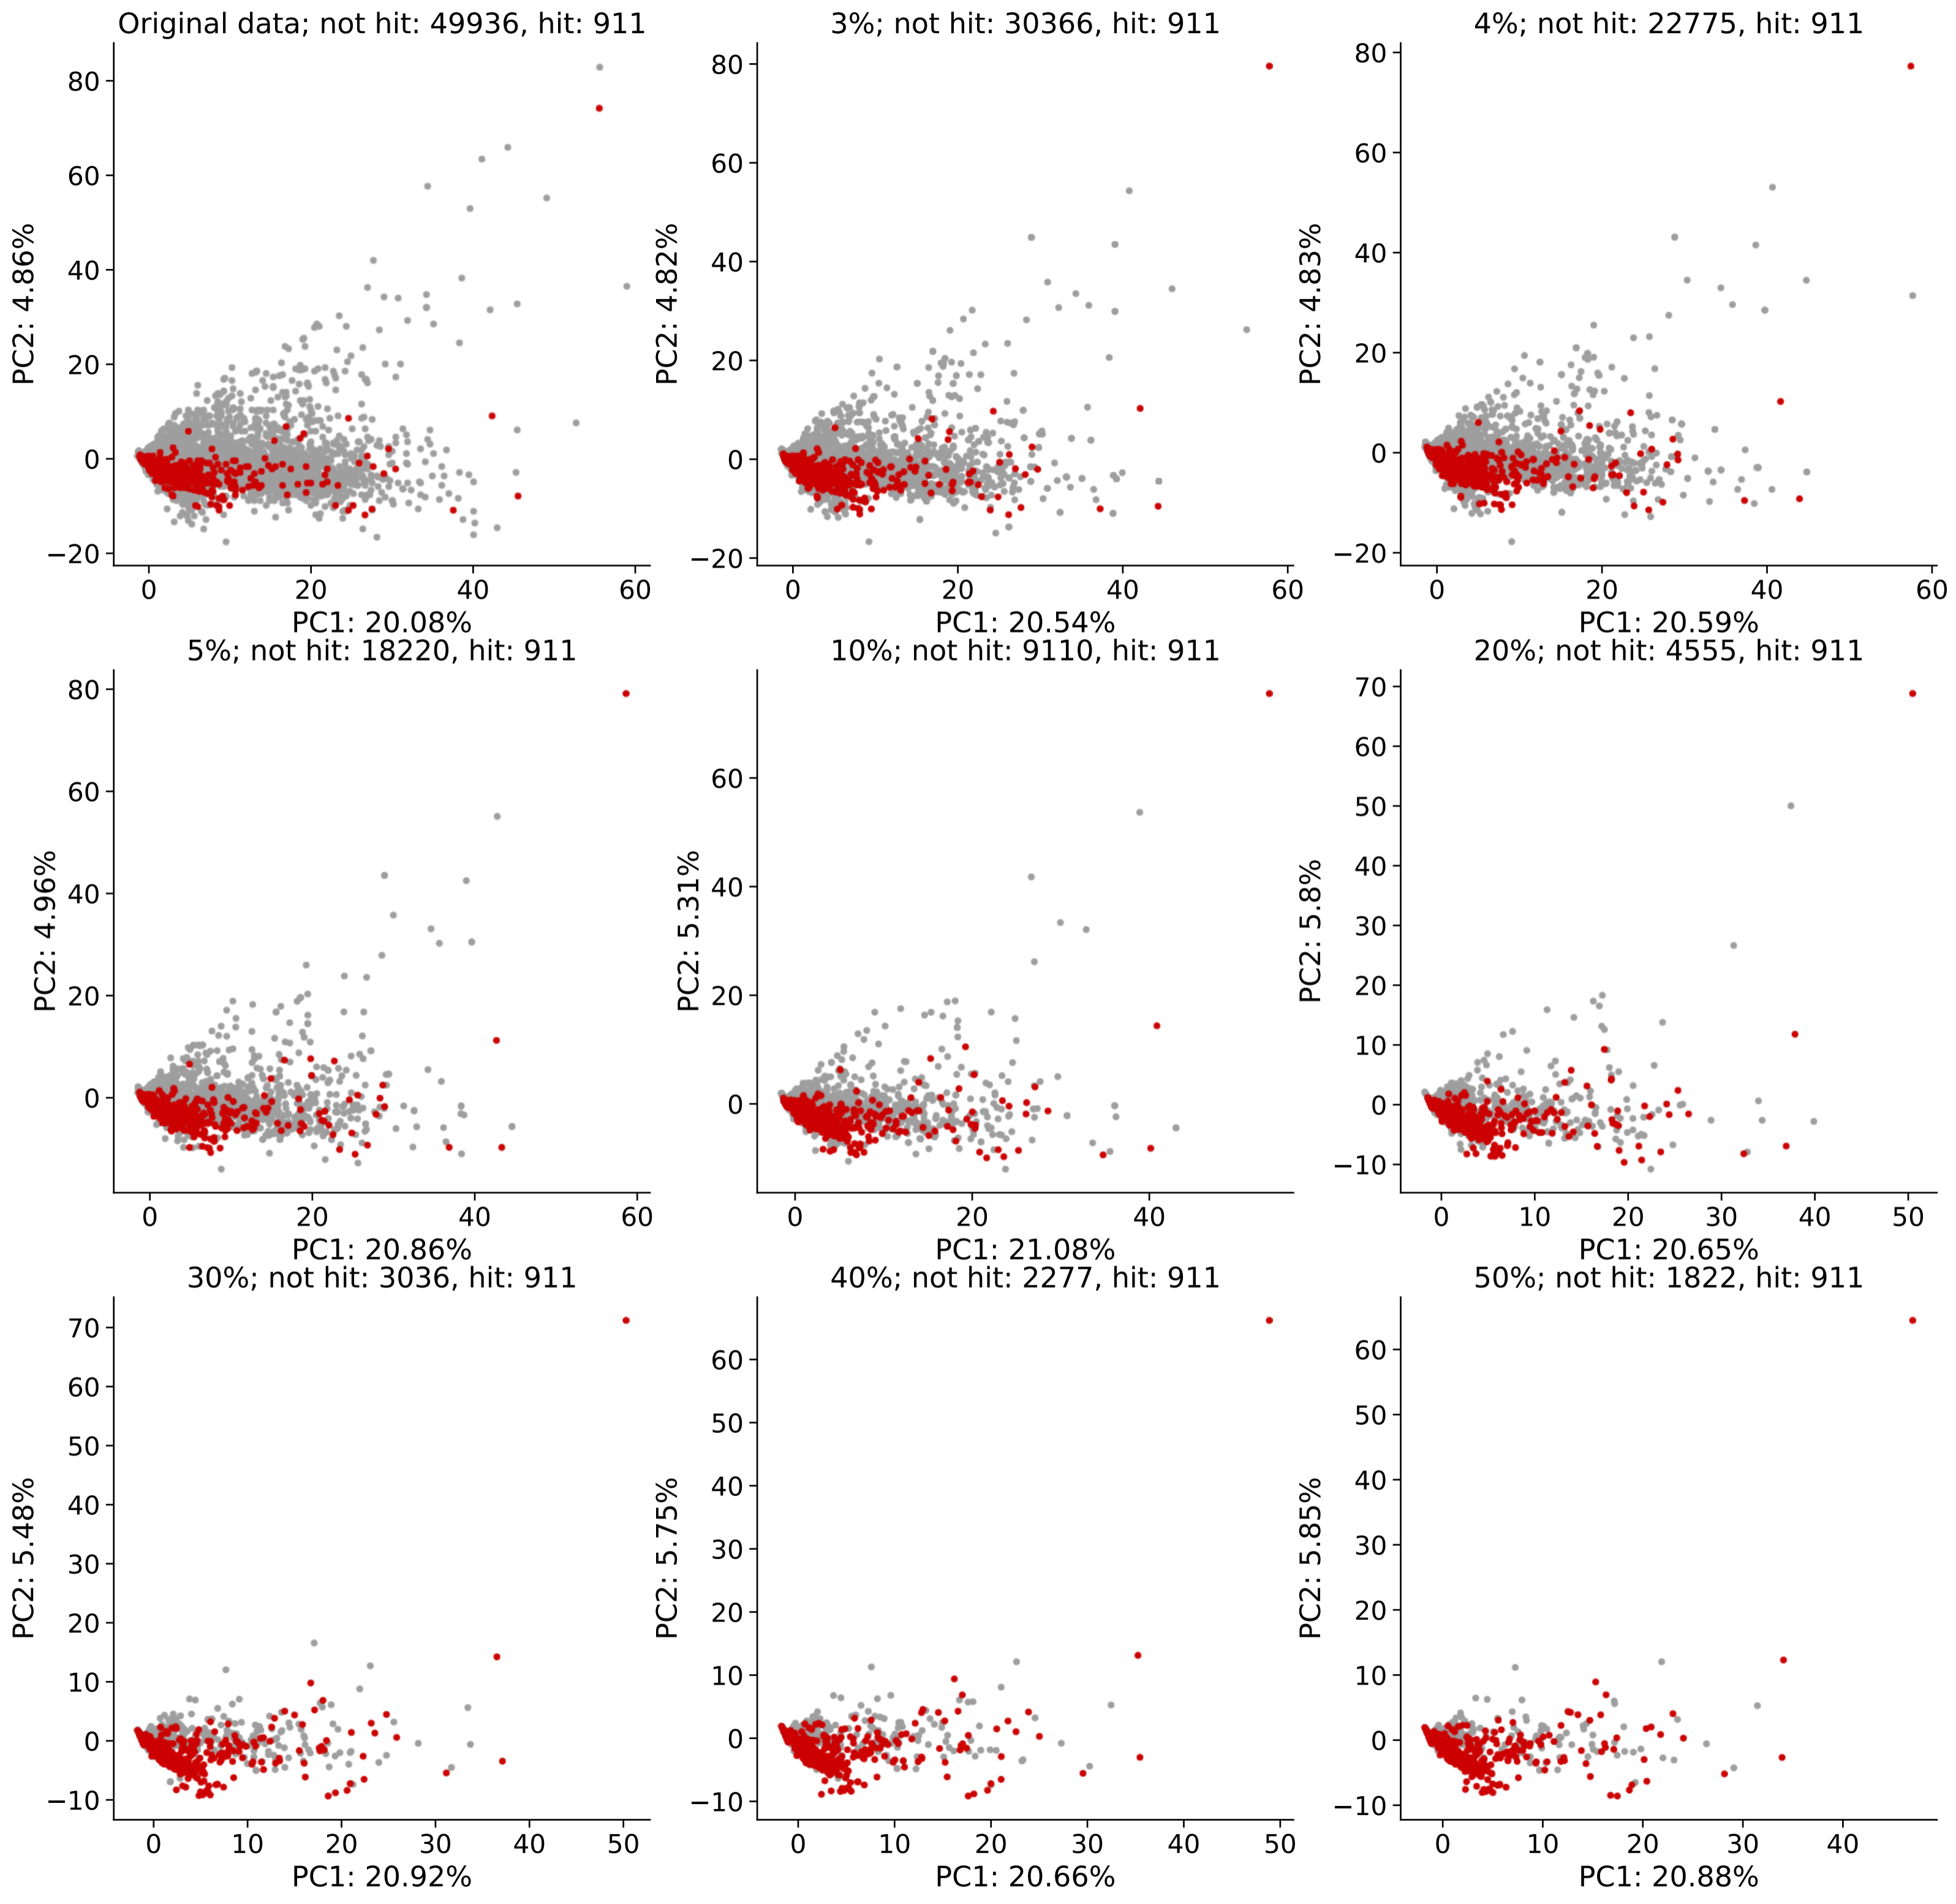 Original data; not hit: 49936, hit: 911
80
60
40
20
0
−20
PC2: 4.86%
0 20 40 60
PC1: 20.08%
3%; not hit: 30366, hit: 911
80
60
40
20
0
−20
PC2: 4.82%
0 20 40 60
PC1: 20.54%
4%; not hit: 22775, hit: 911
80
60
40
20
0
−20
PC2: 4.83%
0 20 40 60
PC1: 20.59%
5%; not hit: 18220, hit: 911
80
60
40
20
0
PC2: 4.96%
0 20 40 60
PC1: 20.86%
10%; not hit: 9110, hit: 911
60
40
20
0
PC2: 5.31%
0 20 40
PC1: 21.08%
20%; not hit: 4555, hit: 911
70
60
50
40
30
20
10
0
−10
PC2: 5.8%
0 10 20 30 40 50
PC1: 20.65%
30%; not hit: 3036, hit: 911
70
60
50
40
30
20
10
0
−10
PC2: 5.48%
0 10 20 30 40 50
PC1: 20.92%
40%; not hit: 2277, hit: 911
60
50
40
30
20
10
0
−10
PC2: 5.75%
0 10 20 30 40 50
PC1: 20.66%
50%; not hit: 1822, hit: 911
60
50
40
30
20
10
0
−10
PC2: 5.85%
0 10 20 30 40
PC1: 20.88%